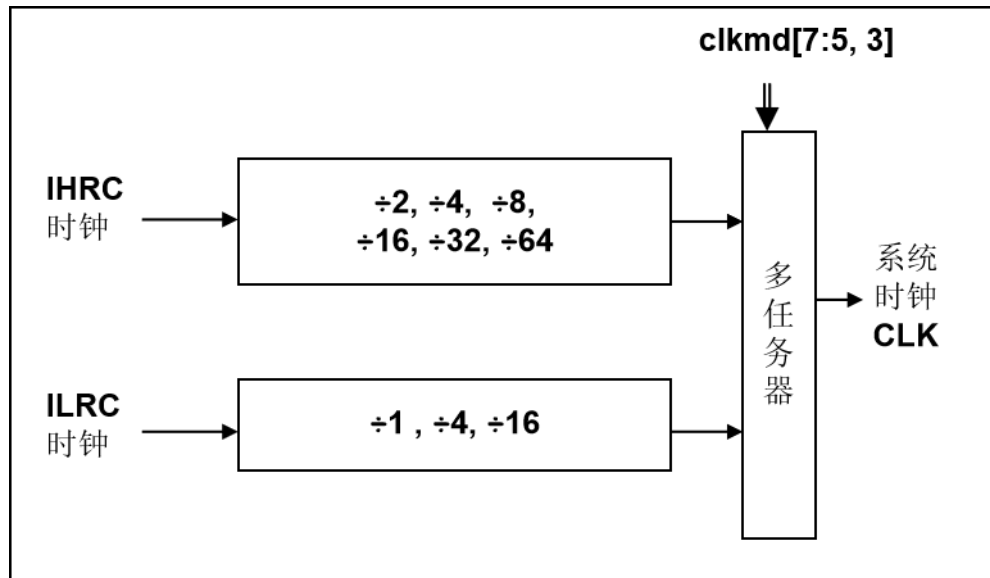 clkmd[7:5, 3]
IHRC
时钟
÷2, ÷4, ÷8,
÷16, ÷32, ÷64
多
任
务
器
系统
时钟
CLK
ILRC
时钟
÷1 , ÷4, ÷16